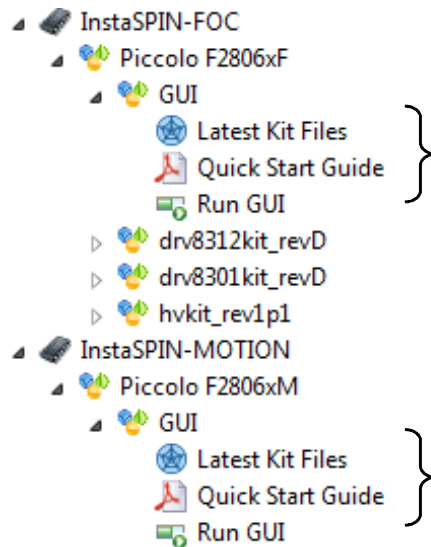 InstaSPIN-FOC
Piccolo F2806xF
GUI
Latest Kit Files
Quick Start Guide
Run GUI
drv8312kit_revD
drv8301kit_revD
hvkit_rev1p1
InstaSPIN-MOTION
Piccolo F2806xM
GUI
Latest Kit Files
Quick Start Guide
Run GUI